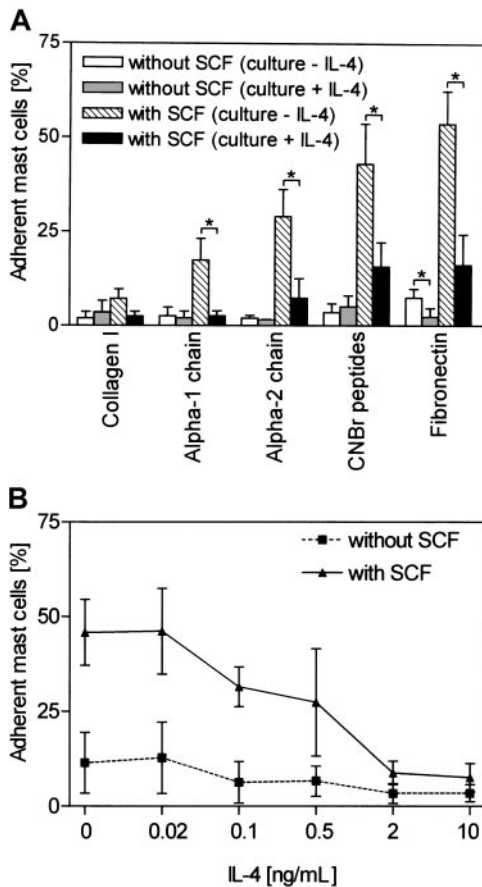 A
75
50
25
0
Adherent mast cells [%]
without SCF (culture - IL-4)
without SCF (culture + IL-4)
with SCF (culture - IL-4)
with SCF (culture + IL-4)
*
*
*
*
*
Collagen I
Alpha-1 chain
Alpha-2 chain
CNBr peptides
Fibronectin
B
75
50
25
0
Adherent mast cells [%]
without SCF
with SCF
0 0.02 0.1 0.5 2 10
IL-4 [ng/mL]